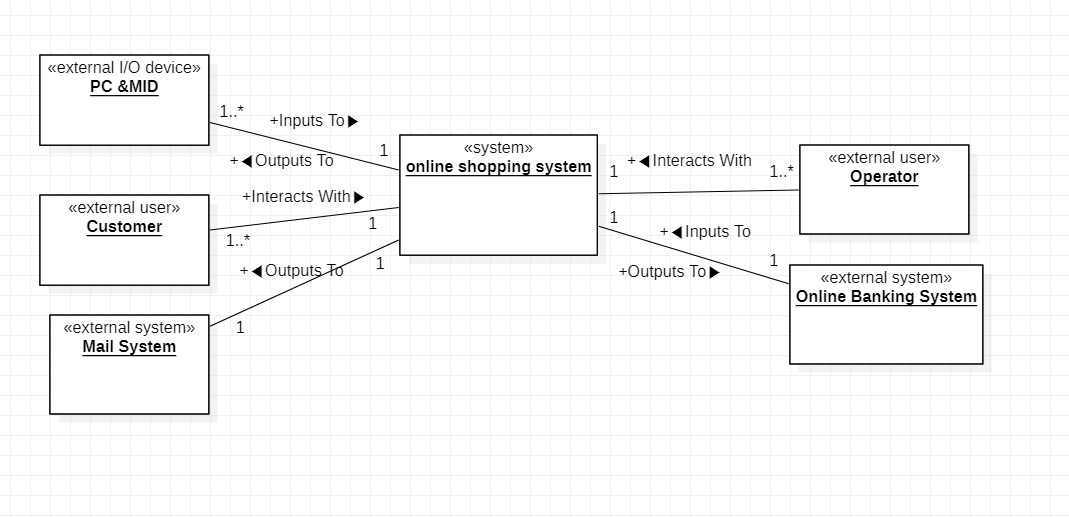 «external I/O device»
PC &MID
1..*
+Inputs To▶
1
+◀Outputs To
«external user»
Customer
+Interacts With▶
1..*
1
«external system»
Mail System
+◀Outputs To
1
1
«system»
online shopping system
+◀Interacts With
1
1..*
«external user»
Operator
1
+◀Inputs To
+Outputs To▶
1
«external system»
Online Banking System